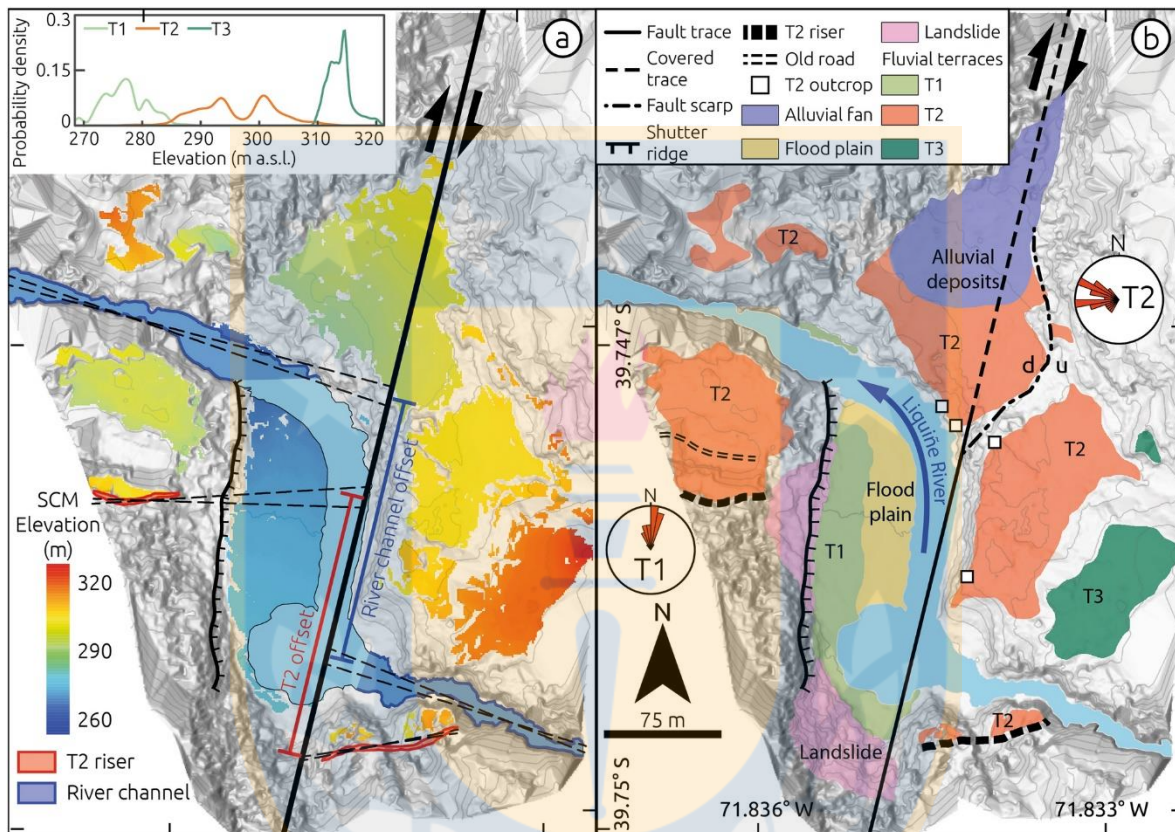 a
T1 T2 T3
Probability density
0.3
0.15
0
270 280 290 300 310 320
Elevation (m a.s.l.)
River channel offset
T2 offset
SCM
Elevation
(m)
320
300
290
280
260
T2 riser
River channel
b
Fault trace
Covered
trace
Fault scarp
Shutter
ridge
T2 riser
Old road
T2 outcrop
Alluvial fan
Flood plain
Landslide
Fluvial terraces
T1
T2
T3
T2
Alluvial
deposits
N
T2
39.747° S
T2
d u
T2
Liquiñe River
T2
Flood
plain
N
T1
T1
T3
N
75 m
T2
Landslide
39.75° S
71.836° W
71.833° W